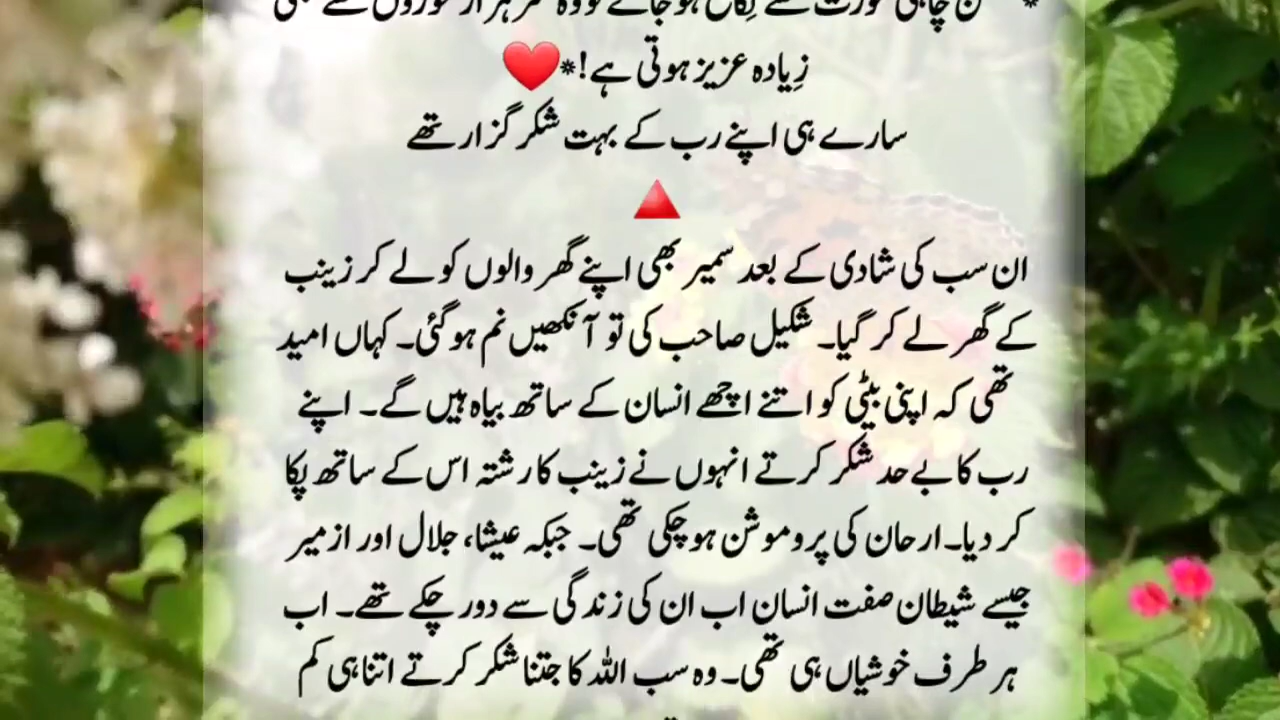 زِیادہ عزیز ہوتی ہے!*❤️
سارے ہی اپنے رب کے بہت شکر گزار تھے
🔺
ان سب کی شادی کے بعد سمیر بھی اپنے گھر والوں کو لے کر زینب
کے گھر لے کر گیا۔ شکیل صاحب کی تو آنکھیں نم ہو گئی۔ کہاں امید
تھی کہ اپنی بیٹی کو اتنے اچھے انسان کے ساتھ بیاہ ہیں گے۔ اپنے
رب کا بے حد شکر کرتے انہوں نے زینب کا رشتہ اس کے ساتھ پکا
کر دیا۔ ارحان کی پروموشن ہو چکی تھی۔ جبکہ عیشا، جلال اور ازمیر
جیسے شیطان صفت انسان اب ان کی زندگی سے دور چکے تھے۔ اب
ہر طرف خوشیاں ہی تھی۔ وہ سب اللہ کا جتنا شکر کرتے اتنا ہی کم